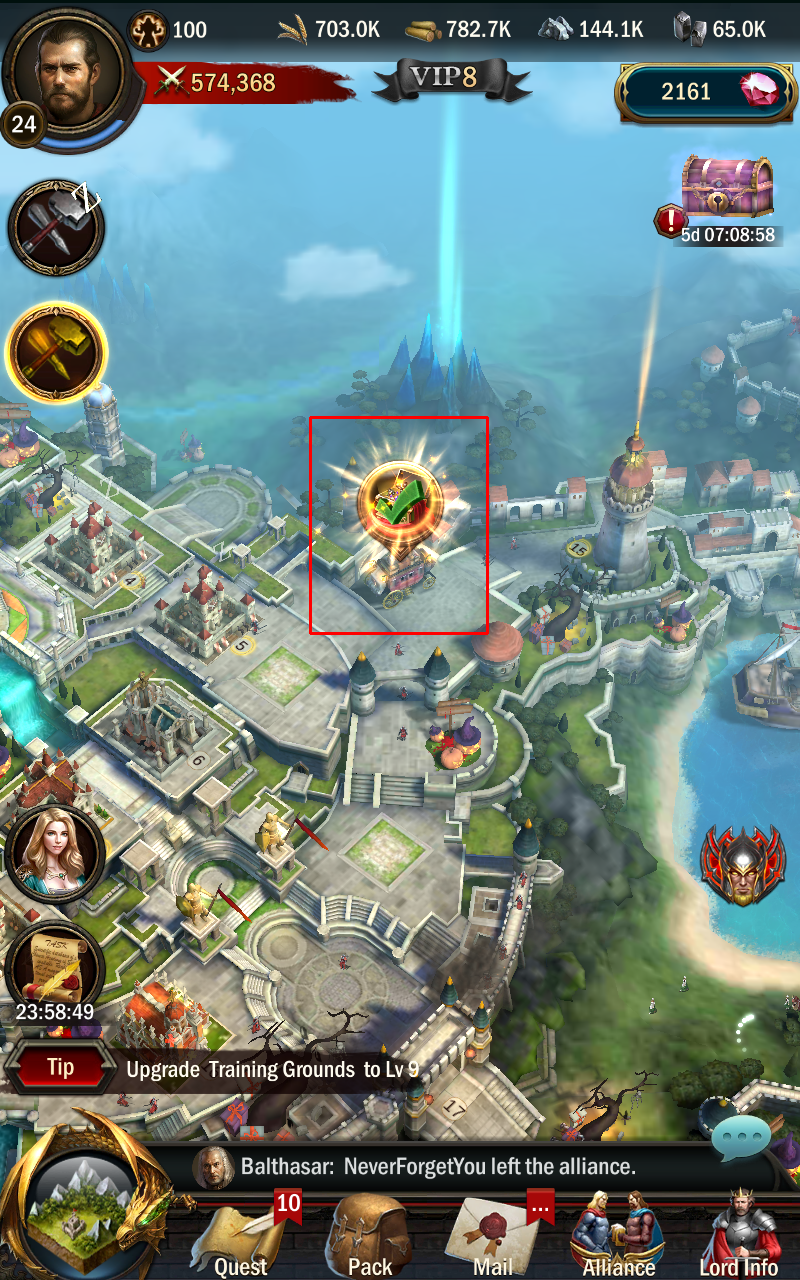 100
703.0K
782.7K
144.1K
65.0K
574,368
VIP8
2161
24
Z
5d 07:08:58
15
4
5
6
TASK
23:58:49
Tip
Upgrade Training Grounds to Lv 9
17
Balthasar: NeverForgetYou left the alliance.
10
...
Quest
Pack
Mail
Alliance
Lord Info